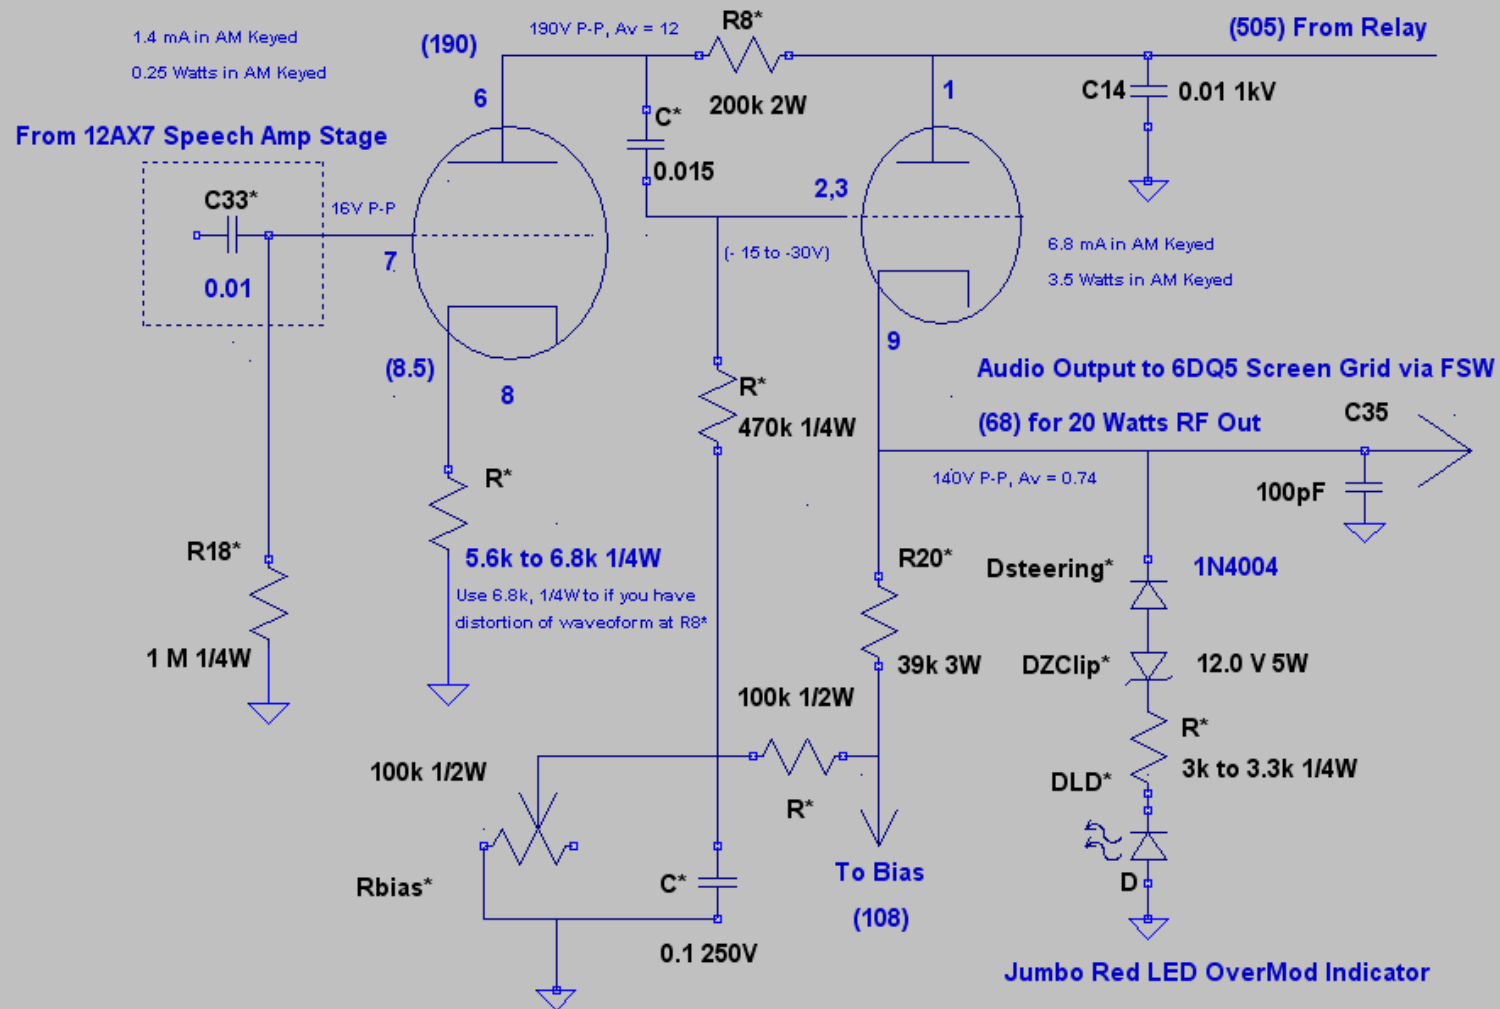 1.4 mA in AM Keyed
0.25 Watts in AM Keyed
(190)
190V P-P, Av = 12
R8*
200k 2W
(505) From Relay
6
1
C14
0.01 1kV
From 12AX7 Speech Amp Stage
C*
0.015
C33*
0.01
16V P-P
7
2,3
(- 15 to -30V)
6.8 mA in AM Keyed
3.5 Watts in AM Keyed
(8.5)
8
9
R*
470k 1/4W
Audio Output to 6DQ5 Screen Grid via FSW
(68) for 20 Watts RF Out
C35
100pF
140V P-P, Av = 0.74
R*
5.6k to 6.8k 1/4W
Use 6.8k, 1/4W to if you have
distortion of waveoform at R8*
R18*
1 M 1/4W
R20*
39k 3W
Dsteering*
1N4004
DZClip*
12.0 V 5W
R*
3k to 3.3k 1/4W
DLD*
D
100k 1/2W
R*
100k 1/2W
Rbias*
C*
0.1 250V
To Bias
(108)
Jumbo Red LED OverMod Indicator